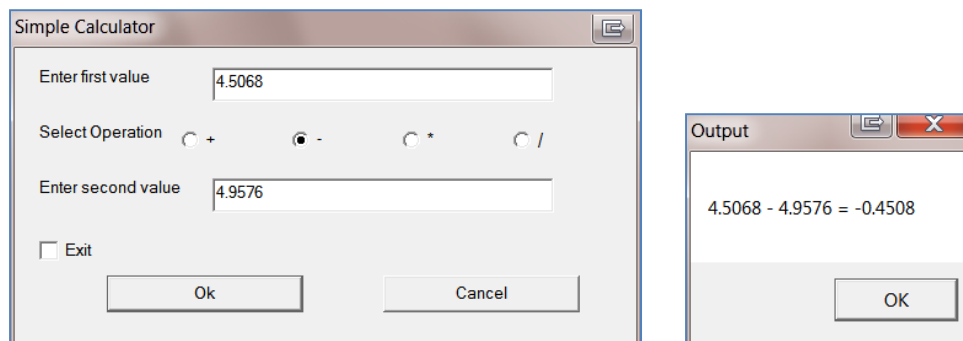 Simple Calculator
Enter first value 4.5068
Select Operation + - * /
Enter second value 4.9576
Exit
Ok Cancel
Output
4.5068 - 4.9576 = -0.4508
OK